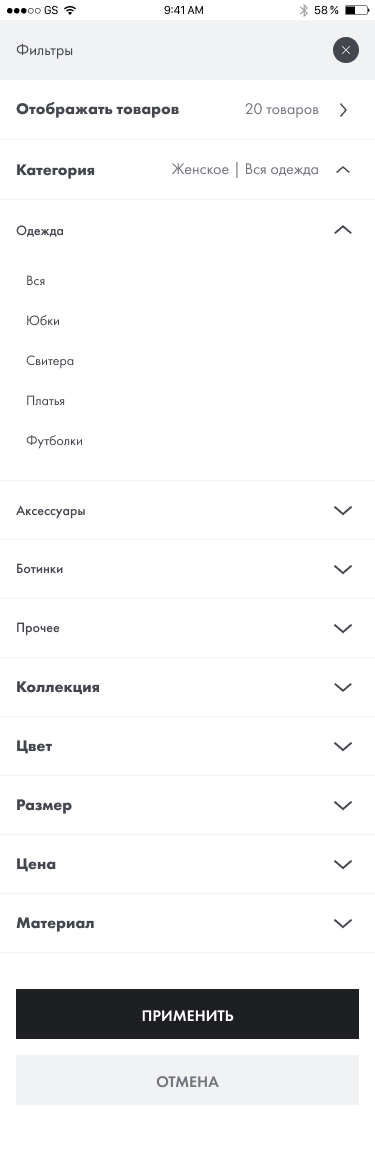 GS 9:41 AM 58 %
Фильтры
Отображать товаров 20 товаров
Категория Женское | Вся одежда
Одежда
Вся
Юбки
Свитера
Платья
Футболки
Аксессуары
Ботинки
Прочее
Коллекция
Цвет
Размер
Цена
Материал
ПРИМЕНИТЬ
ОТМЕНА